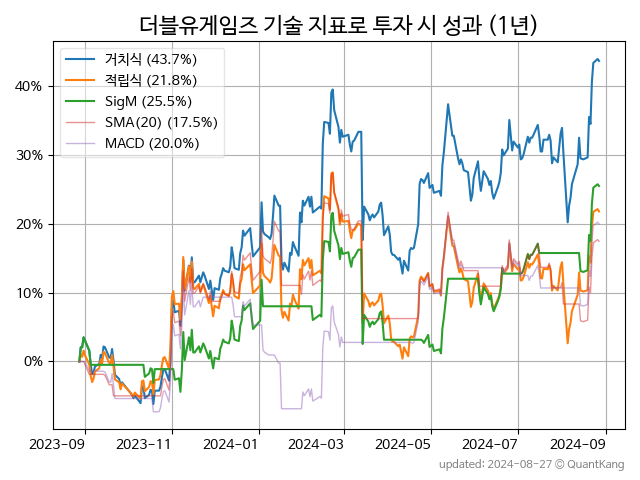 더블유게임즈 기술 지표로 투자 시 성과 (1년)
거치식 (43.7%)
적립식 (21.8%)
SigM (25.5%)
SMA(20) (17.5%)
MACD (20.0%)
40%
30%
20%
10%
0%
2023-09 2023-11 2024-01 2024-03 2024-05 2024-07 2024-09
updated: 2024-08-27 © QuantKang